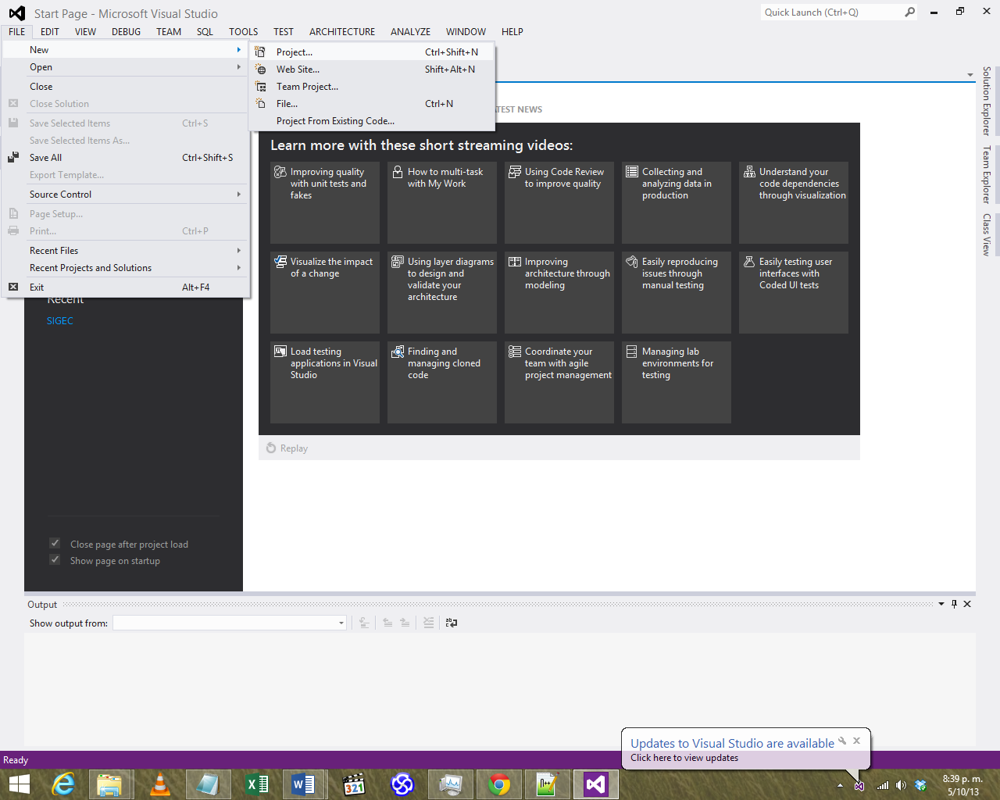 Start Page - Microsoft Visual Studio
Quick Launch (Ctrl+Q)
FILE EDIT VIEW DEBUG TEAM SQL TOOLS TEST ARCHITECTURE ANALYZE WINDOW HELP
New
Open
Close
Close Solution
Save Selected Items Ctrl+S
Save Selected Items As...
Save All Ctrl+Shift+S
Export Template...
Source Control
Page Setup...
Print... Ctrl+P
Recent Files
Recent Projects and Solutions
Exit Alt+F4
Project... Ctrl+Shift+N
Web Site... Shift+Alt+N
Team Project...
File... Ctrl+N
Project From Existing Code...
NEWS
Recent
SIGEC
Close page after project load
Show page on startup
Learn more with these short streaming videos:
Improving quality
with unit tests and
fakes
How to multi-task
with My Work
Using Code Review
to improve quality
Collecting and
analyzing data in
production
Understand your
code dependencies
through visualization
Visualize the impact
of a change
Using layer diagrams
to design and
validate your
architecture
Improving
architecture through
modeling
Easily reproducing
issues through
manual testing
Easily testing user
interfaces with
Coded UI tests
Load testing
applications in Visual
Studio
Finding and
managing cloned
code
Coordinate your
team with agile
project management
Managing lab
environments for
testing
Replay
Solution Explorer
Team Explorer
Class View
Output
Show output from:
Ready
Updates to Visual Studio are available
Click here to view updates
321
8:39 p. m.
5/10/13